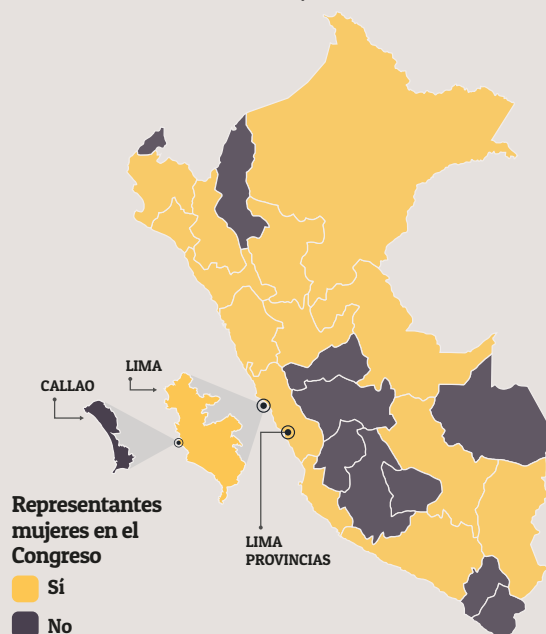 LIMA
CALLAO
LIMA
PROVINCIAS
Representantes
mujeres en el
Congreso
Sí
No